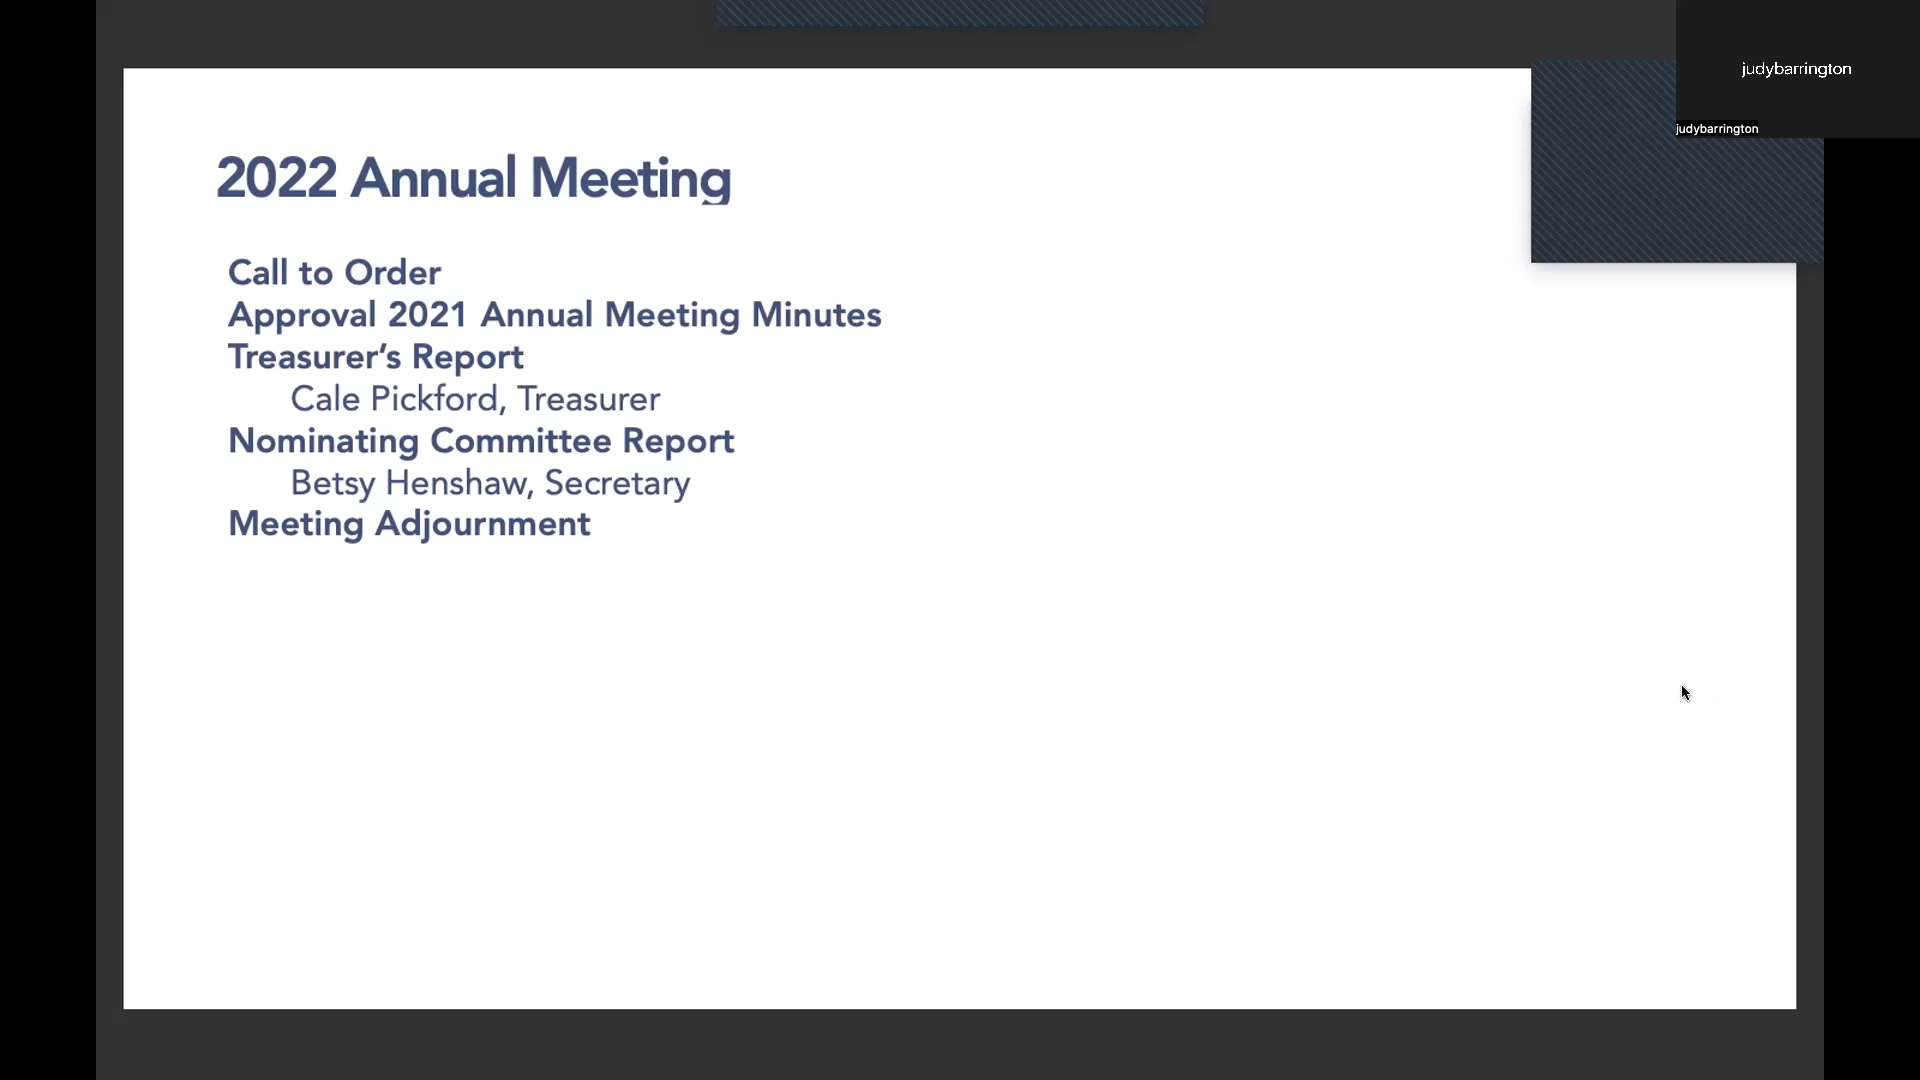 judybarrington
judybarrington
2022 Annual Meeting
Call to Order
Approval 2021 Annual Meeting Minutes
Treasurer’s Report
Cale Pickford, Treasurer
Nominating Committee Report
Betsy Henshaw, Secretary
Meeting Adjournment